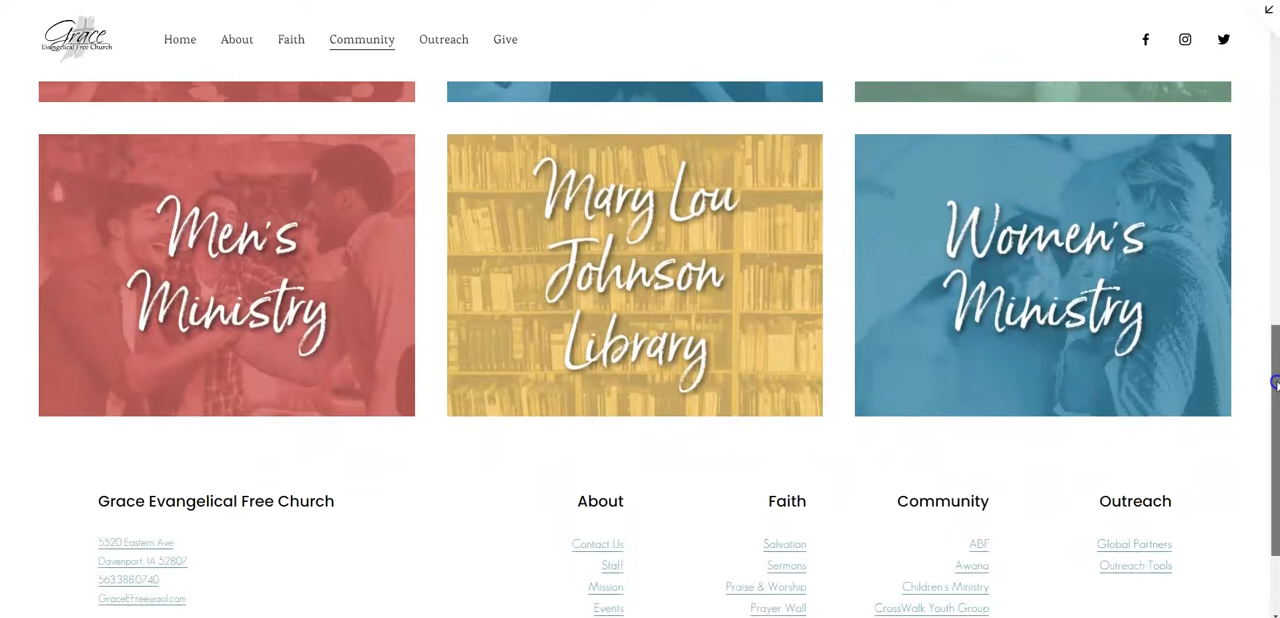 Grace
Evangelical Free Church
Home About Faith Community Outreach Give
Men's
Ministry
Mary Lou
Johnson
Library
Women's
Ministry
Grace Evangelical Free Church
About
Faith
Community
Outreach
5520 Eastern Ave
Davenport, IA 52807
563.388.0740
GraceEFree@aol.com
Contact Us
Staff
Mission
Events
Salvation
Sermons
Praise & Worship
Prayer Wall
ABF
Awana
Children's Ministry
CrossWalk Youth Group
Global Partners
Outreach Tools